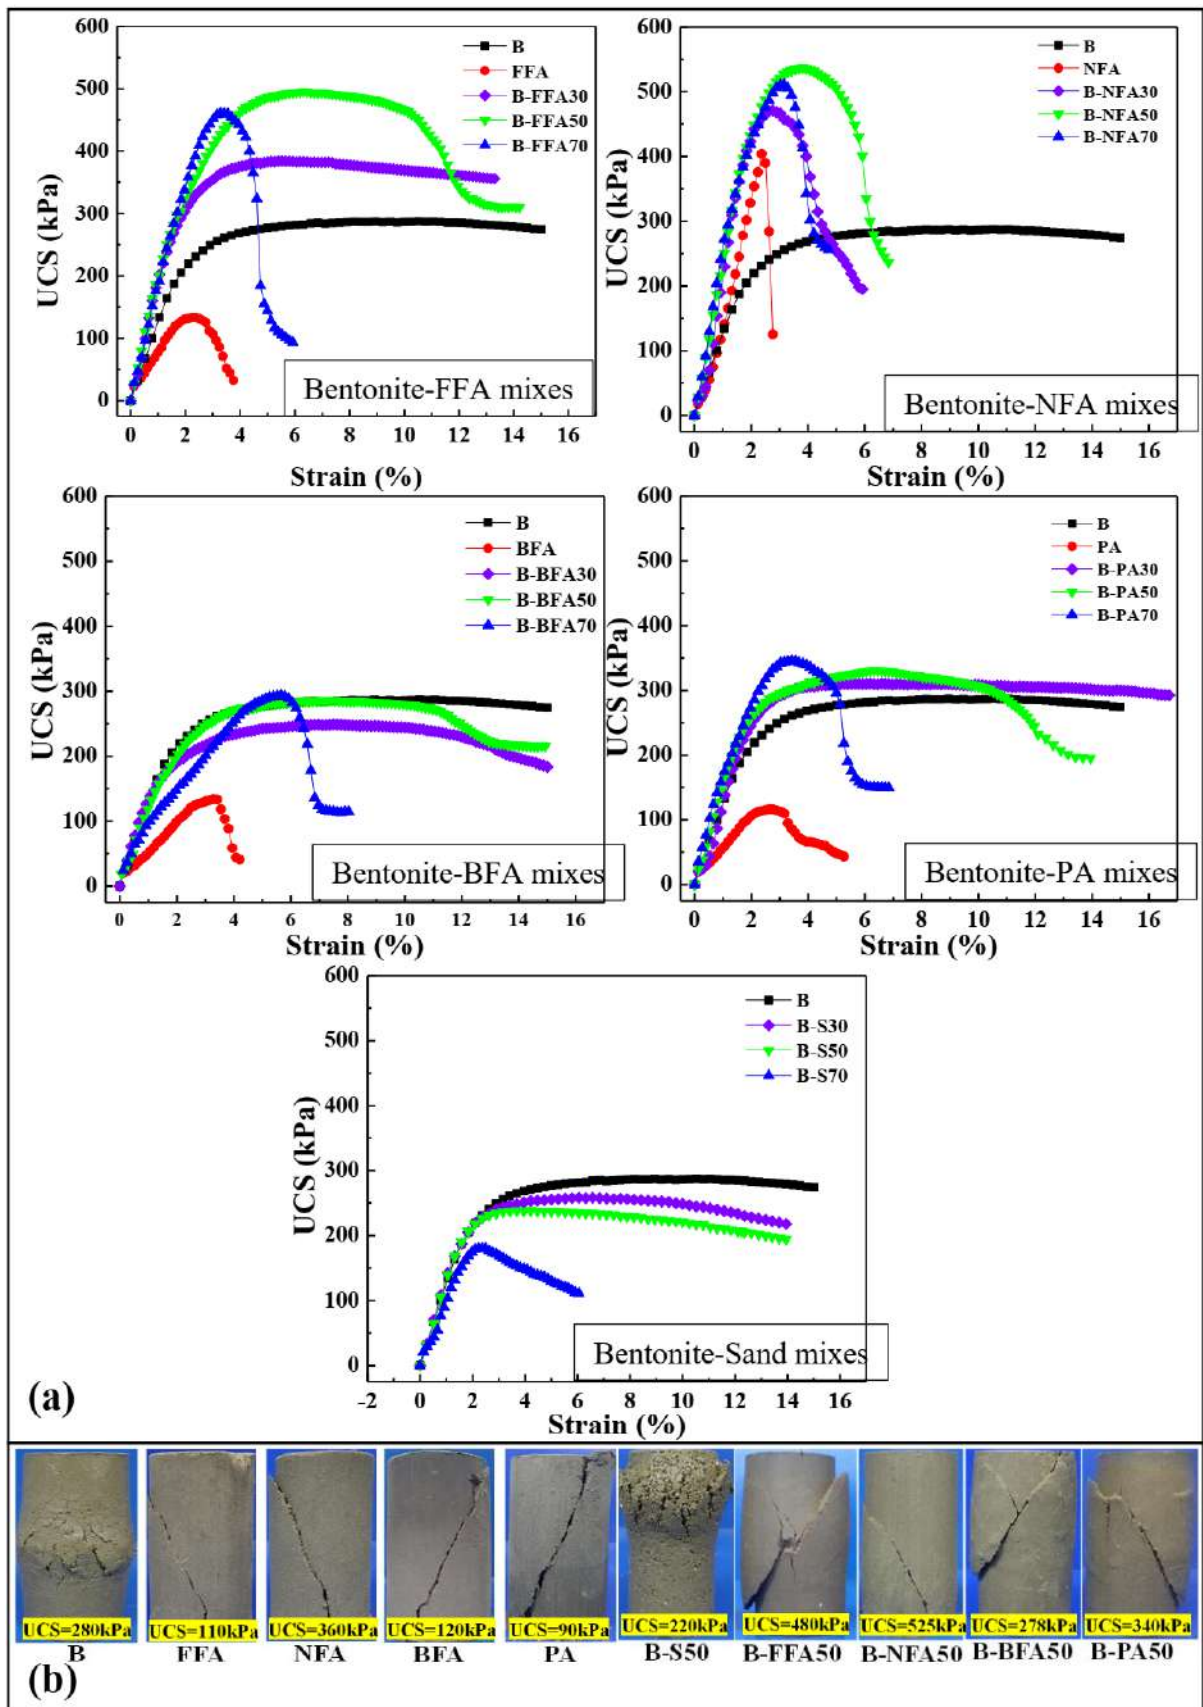 600
500
400
300
200
100
0
UCS (kPa)
B
FFA
B-FFA30
B-FFA50
B-FFA70
Bentonite-FFA mixes
0 2 4 6 8 10 12 14 16
Strain (%)
600
500
400
300
200
100
0
UCS (kPa)
B
NFA
B-NFA30
B-NFA50
B-NFA70
Bentonite-NFA mixes
0 2 4 6 8 10 12 14 16
Strain (%)
600
500
400
300
200
100
0
UCS (kPa)
B
BFA
B-BFA30
B-BFA50
B-BFA70
Bentonite-BFA mixes
0 2 4 6 8 10 12 14 16
Strain (%)
600
500
400
300
200
100
0
UCS (kPa)
B
PA
B-PA30
B-PA50
B-PA70
Bentonite-PA mixes
0 2 4 6 8 10 12 14 16
Strain (%)
600
500
400
300
200
100
0
UCS (kPa)
B
B-S30
B-S50
B-S70
Bentonite-Sand mixes
-2 0 2 4 6 8 10 12 14 16
Strain (%)
(a)
UCS=280kPa UCS=110kPa UCS=360kPa UCS=120kPa UCS=90kPa UCS=220kPa UCS=480kPa UCS=525kPa UCS=278kPa UCS=340kPa
B FFA NFA BFA PA B-S50 B-FFA50 B-NFA50 B-BFA50 B-PA50
(b)